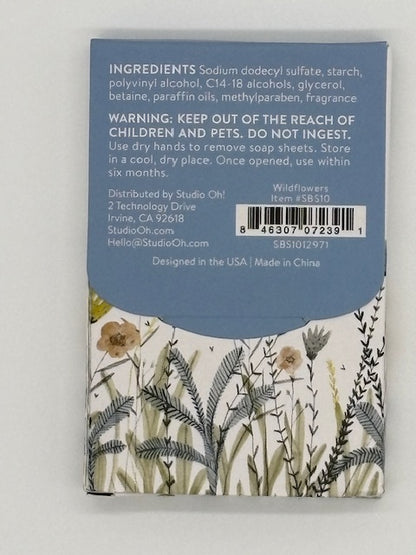 INGREDIENTS Sodium dodecyl sulfate, starch,
polyvinyl alcohol, C14-18 alcohols, glycerol,
betaine, paraffin oils, methylparaben, fragrance
WARNING: KEEP OUT OF THE REACH OF
CHILDREN AND PETS. DO NOT INGEST.
Use dry hands to remove soap sheets. Store
in a cool, dry place. Once opened, use within
six months.
Distributed by Studio Oh!
2 Technology Drive
Irvine, CA 92618
StudioOh.com
Hello@StudioOh.com
Wildflowers
Item #SBS10
8 46307 07239 1
SBS1012971
Designed in the USA | Made in China